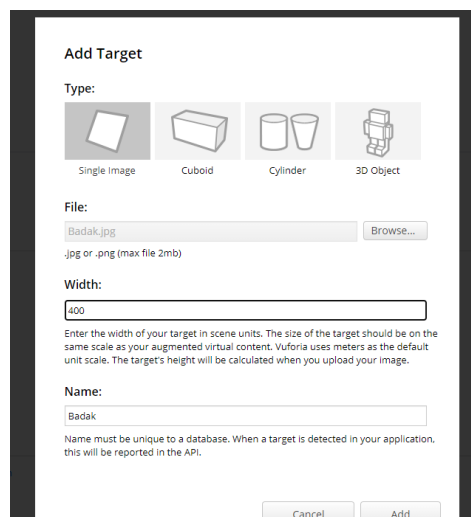 Add Target
Type:
Single Image
Cuboid
Cylinder
3D Object
File:
Badak.jpg
Browse...
.jpg or .png (max file 2mb)
Width:
400
Enter the width of your target in scene units. The size of the target should be on the
same scale as your augmented virtual content. Vuforia uses meters as the default
unit scale. The target's height will be calculated when you upload your image.
Name:
Badak
Name must be unique to a database. When a target is detected in your application,
this will be reported in the API.
Cancel
Add